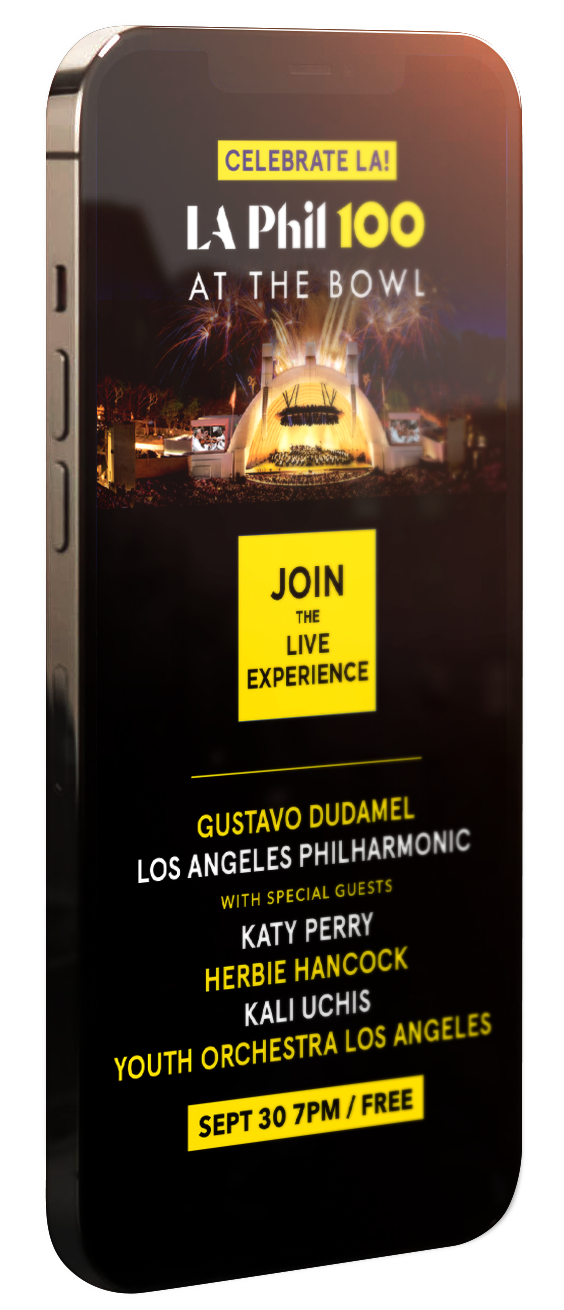 CELEBRATE LA!
LA Phil 100
AT THE BOWL
JOIN
THE
LIVE
EXPERIENCE
GUSTAVO DUDAMEL
LOS ANGELES PHILHARMONIC
WITH SPECIAL GUESTS
KATY PERRY
HERBIE HANCOCK
KALI UCHIS
YOUTH ORCHESTRA LOS ANGELES
SEPT 30 7PM / FREE